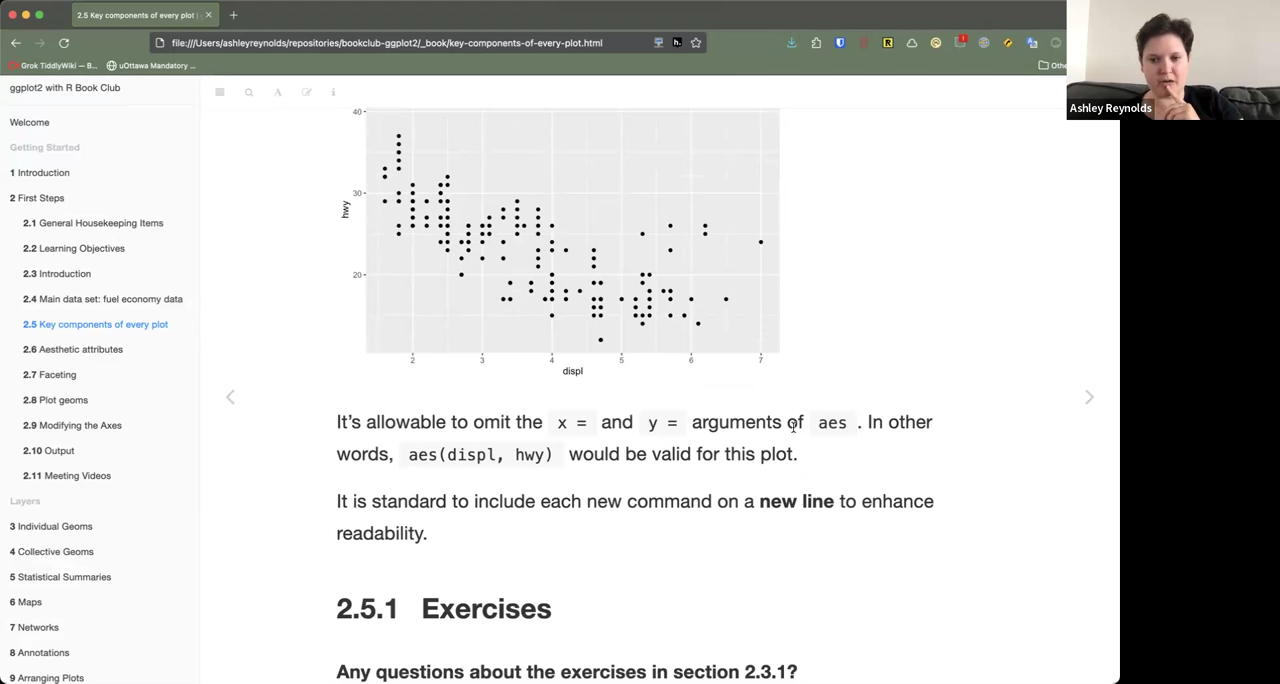 2.5 Key components of every plot |
file:///Users/ashleyreynolds/repositories/bookclub-ggplot2/_book/key-components-of-every-plot.html
Grok TiddlyWiki — B...
uOttawa Mandatory ...
Othe
Ashley Reynolds
ggplot2 with R Book Club
Welcome
Getting Started
1 Introduction
2 First Steps
2.1 General Housekeeping Items
2.2 Learning Objectives
2.3 Introduction
2.4 Main data set: fuel economy data
2.5 Key components of every plot
2.6 Aesthetic attributes
2.7 Faceting
2.8 Plot geoms
2.9 Modifying the Axes
2.10 Output
2.11 Meeting Videos
Layers
3 Individual Geoms
4 Collective Geoms
5 Statistical Summaries
6 Maps
7 Networks
8 Annotations
9 Arranging Plots
40
30
20
hwy
2 3 4 5 6 7
displ
It's allowable to omit the x = and y = arguments of aes . In other
words, aes(displ, hwy) would be valid for this plot.
It is standard to include each new command on a new line to enhance
readability.
2.5.1 Exercises
Any questions about the exercises in section 2.3.1?